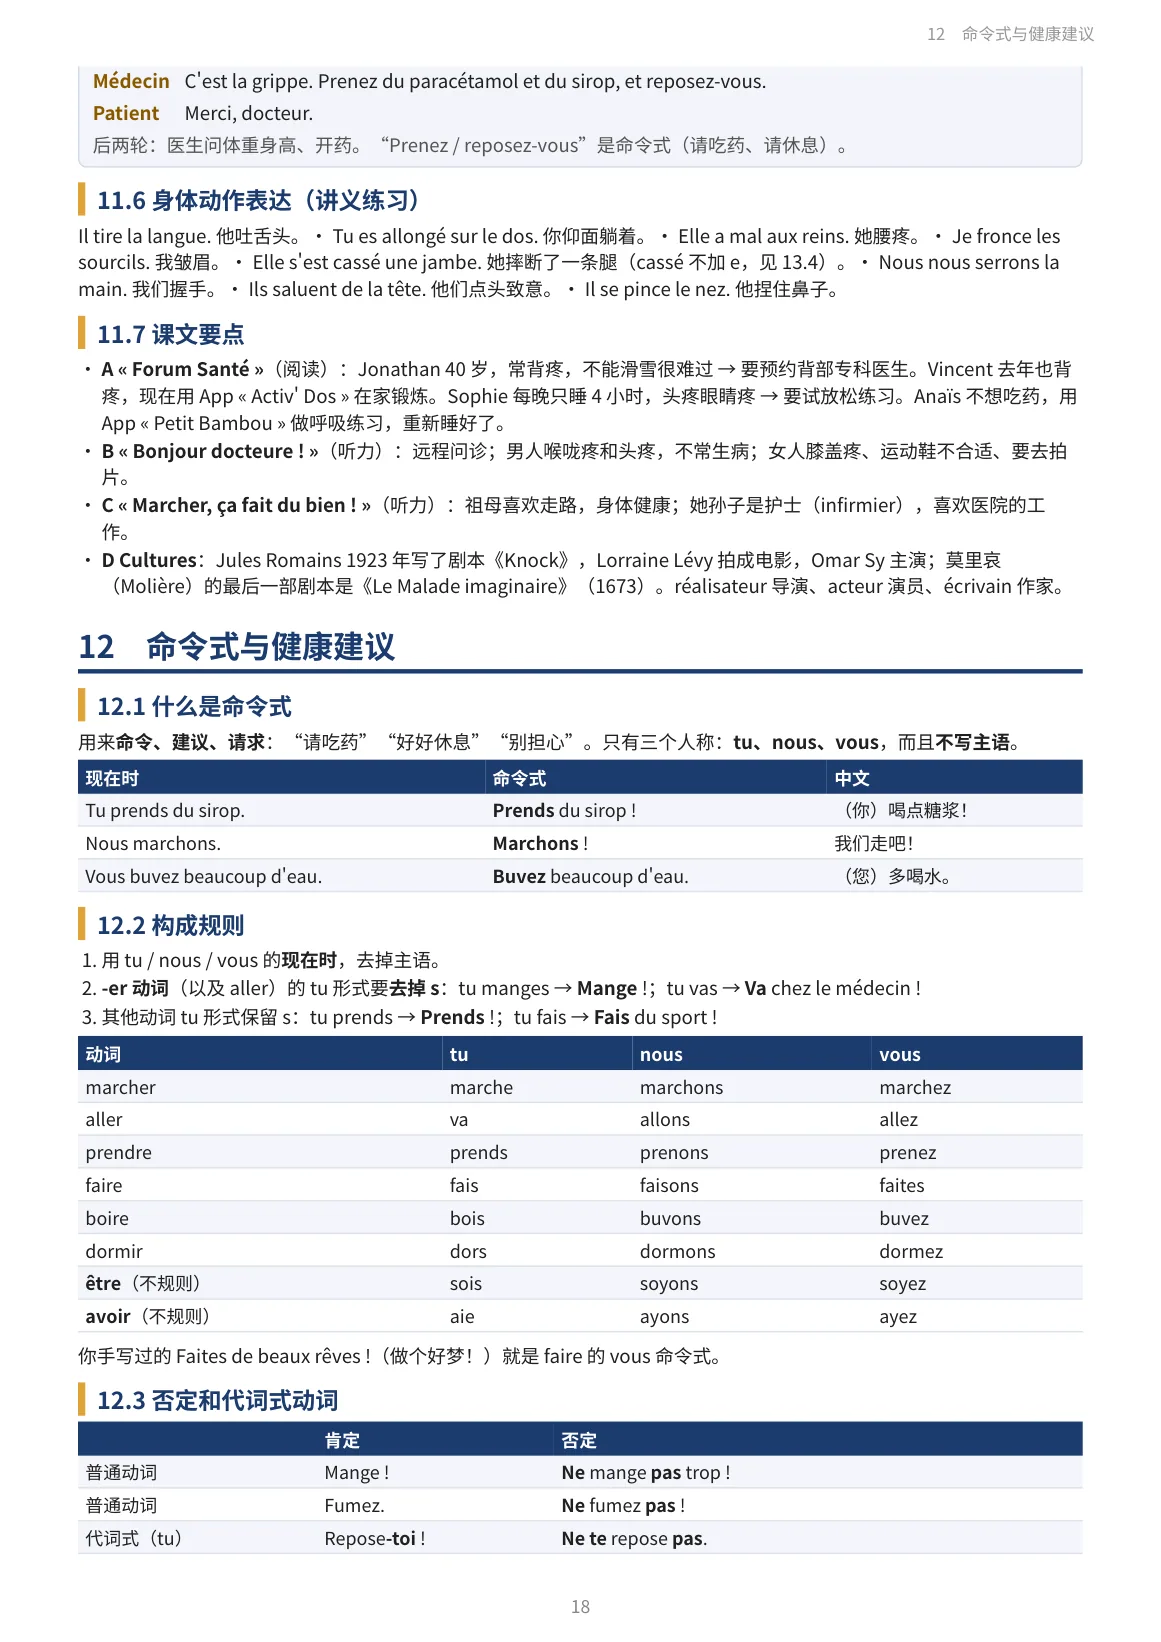 12 命令式与健康建议
Médecin C'est la grippe. Prenez du paracétamol et du sirop, et reposez-vous.
Patient Merci, docteur.
后两轮：医生问体重身高、开药。“Prenez / reposez-vous”是命令式（请吃药、请休息）。
11.6 身体动作表达（讲义练习）
Il tire la langue. 他吐舌头。• Tu es allongé sur le dos. 你仰面躺着。• Elle a mal aux reins. 她腰疼。• Je fronce les
sourcils. 我皱眉。• Elle s'est cassé une jambe. 她摔断了一条腿（cassé 不加 e，见 13.4）。• Nous nous serrons la
main. 我们握手。• Ils saluent de la tête. 他们点头致意。• Il se pince le nez. 他捏住鼻子。
11.7 课文要点
• A « Forum Santé »（阅读）：Jonathan 40 岁，常背疼，不能滑雪很难过 → 要预约背部专科医生。Vincent 去年也背
疼，现在用 App « Activ' Dos » 在家锻炼。Sophie 每晚只睡 4 小时，头疼眼睛疼 → 要试放松练习。Anaïs 不想吃药，用
App « Petit Bambou » 做呼吸练习，重新睡好了。
• B « Bonjour docteure ! »（听力）：远程问诊；男人喉咙疼和头疼，不常生病；女人膝盖疼、运动鞋不合适、要去拍
片。
• C « Marcher, ça fait du bien ! »（听力）：祖母喜欢走路，身体健康；她孙子是护士（infirmier），喜欢医院的工
作。
• D Cultures：Jules Romains 1923 年写了剧本《Knock》，Lorraine Lévy 拍成电影，Omar Sy 主演；莫里哀
（Molière）的最后一部剧本是《Le Malade imaginaire》（1673）。réalisateur 导演、acteur 演员、écrivain 作家。
12 命令式与健康建议
12.1 什么是命令式
用来命令、建议、请求：“请吃药”“好好休息”“别担心”。只有三个人称：tu、nous、vous，而且不写主语。
现在时 命令式 中文
Tu prends du sirop. Prends du sirop ! （你）喝点糖浆！
Nous marchons. Marchons ! 我们走吧！
Vous buvez beaucoup d'eau. Buvez beaucoup d'eau. （您）多喝水。
12.2 构成规则
1. 用 tu / nous / vous 的现在时，去掉主语。
2. -er 动词（以及 aller）的 tu 形式要去掉 s：tu manges → Mange !；tu vas → Va chez le médecin !
3. 其他动词 tu 形式保留 s：tu prends → Prends !；tu fais → Fais du sport !
动词 tu nous vous
marcher marche marchons marchez
aller va allons allez
prendre prends prenons prenez
faire fais faisons faites
boire bois buvons buvez
dormir dors dormons dormez
être（不规则） sois soyons soyez
avoir（不规则） aie ayons ayez
你手写过的 Faites de beaux rêves !（做个好梦！）就是 faire 的 vous 命令式。
12.3 否定和代词式动词
肯定 否定
普通动词 Mange ! Ne mange pas trop !
普通动词 Fumez. Ne fumez pas !
代词式（tu） Repose-toi ! Ne te repose pas.
18